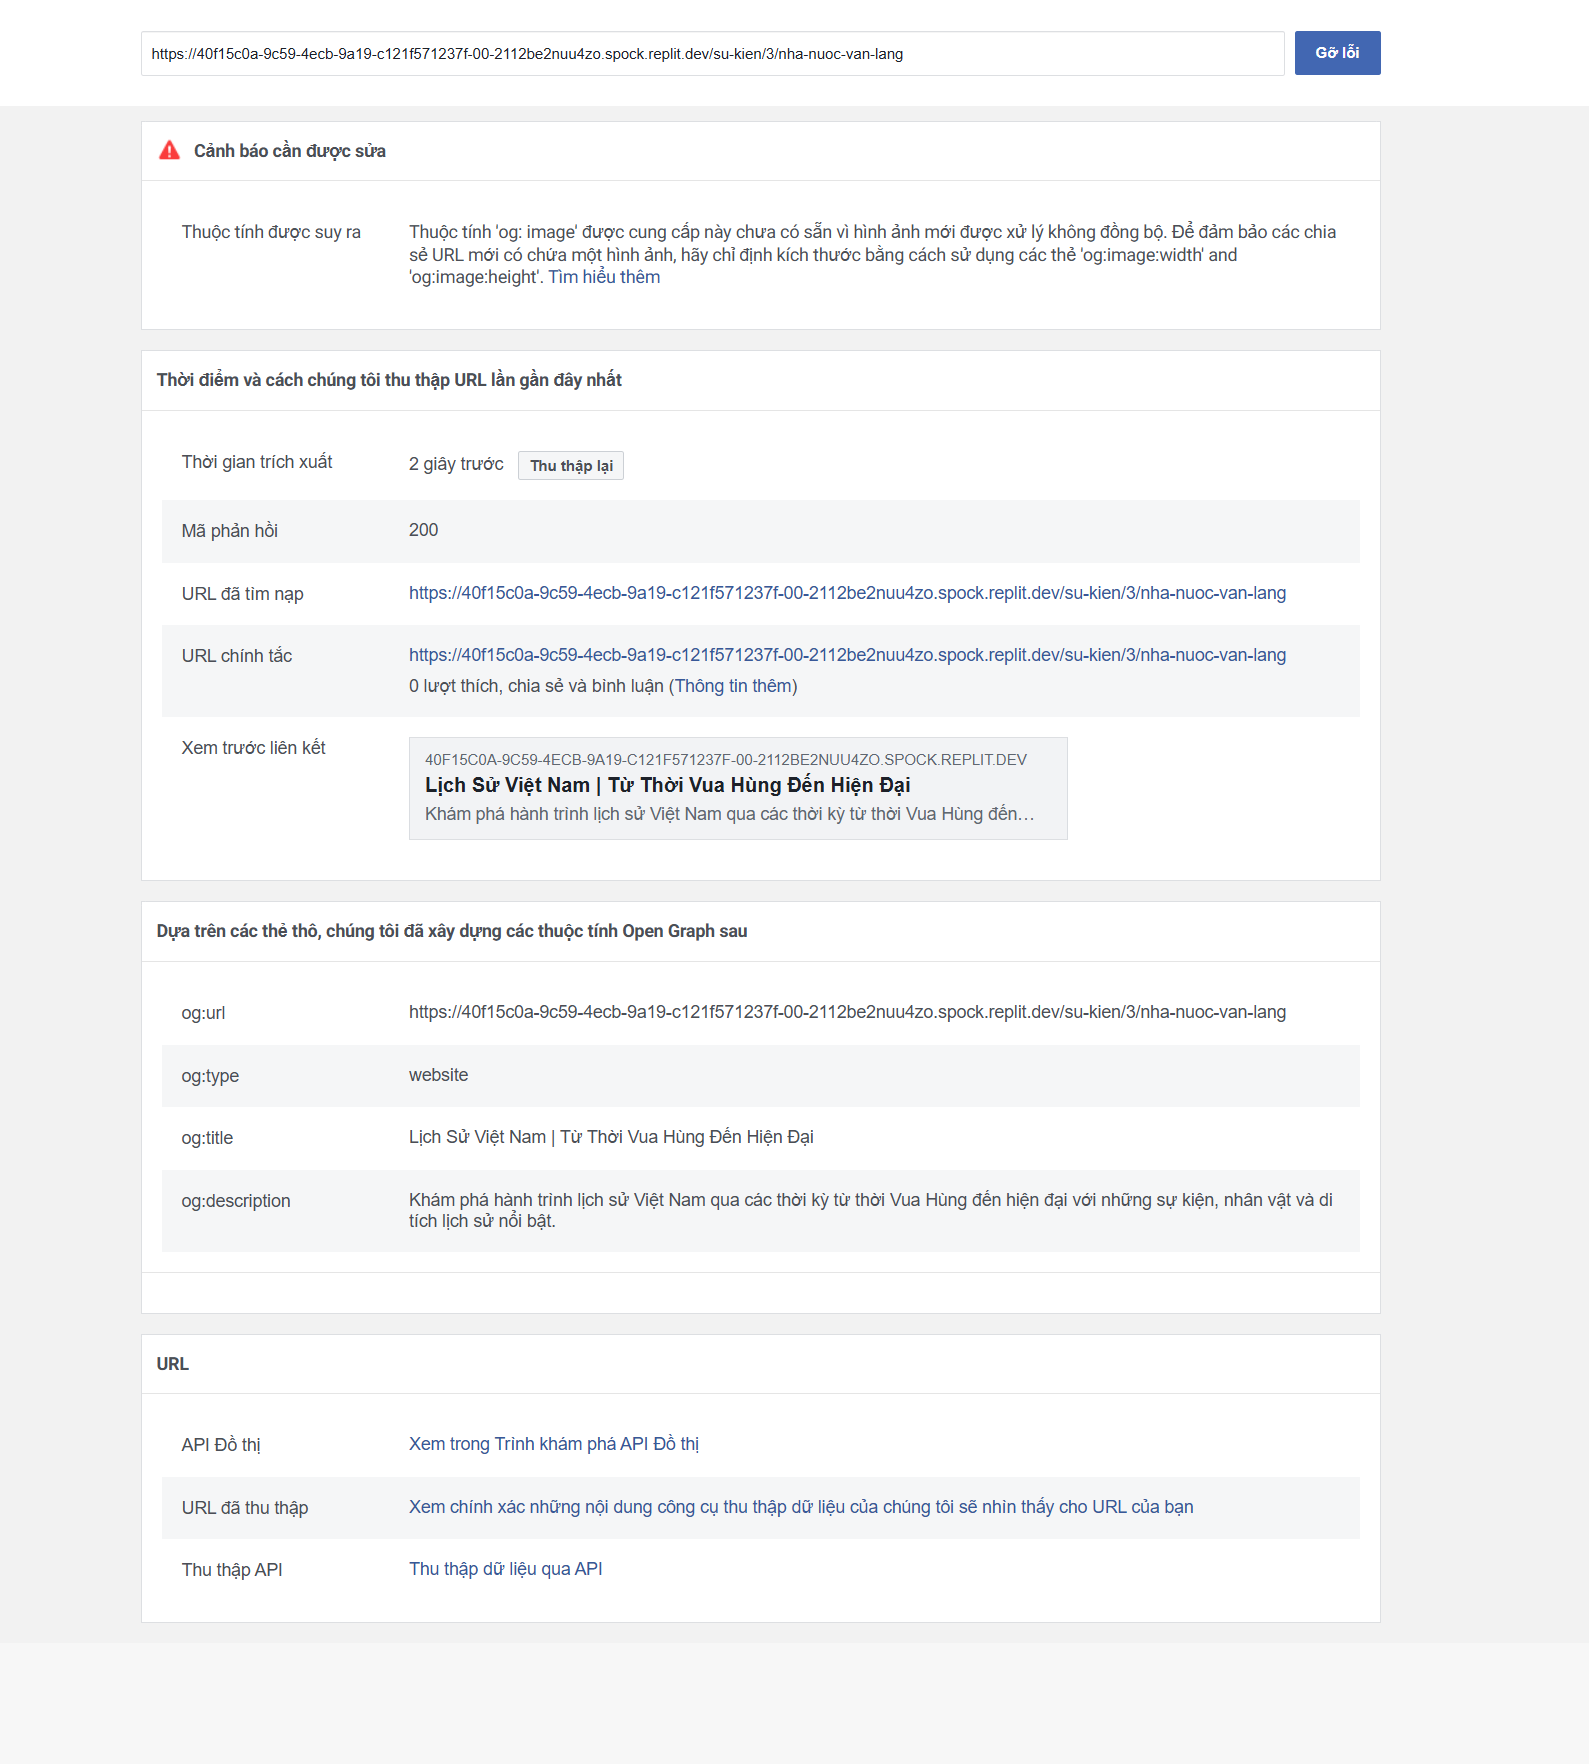 https://40f15c0a-9c59-4ecb-9a19-c121f571237f-00-2112be2nuu4zo.spock.replit.dev/su-kien/3/nha-nuoc-van-lang
Gỡ lỗi
Cảnh báo cần được sửa
Thuộc tính được suy ra
Thuộc tính 'og: image' được cung cấp này chưa có sẵn vì hình ảnh mới được xử lý không đồng bộ. Để đảm bảo các chia
sẻ URL mới có chứa một hình ảnh, hãy chỉ định kích thước bằng cách sử dụng các thẻ 'og:image:width' and
'og:image:height'. Tìm hiểu thêm
Thời điểm và cách chúng tôi thu thập URL lần gần đây nhất
Thời gian trích xuất
2 giây trước
Thu thập lại
Mã phản hồi
200
URL đã tìm nạp
https://40f15c0a-9c59-4ecb-9a19-c121f571237f-00-2112be2nuu4zo.spock.replit.dev/su-kien/3/nha-nuoc-van-lang
URL chính tắc
https://40f15c0a-9c59-4ecb-9a19-c121f571237f-00-2112be2nuu4zo.spock.replit.dev/su-kien/3/nha-nuoc-van-lang
0 lượt thích, chia sẻ và bình luận (Thông tin thêm)
Xem trước liên kết
40F15C0A-9C59-4ECB-9A19-C121F571237F-00-2112BE2NUU4ZO.SPOCK.REPLIT.DEV
Lịch Sử Việt Nam | Từ Thời Vua Hùng Đến Hiện Đại
Khám phá hành trình lịch sử Việt Nam qua các thời kỳ từ thời Vua Hùng đến…
Dựa trên các thẻ thô, chúng tôi đã xây dựng các thuộc tính Open Graph sau
og:url
https://40f15c0a-9c59-4ecb-9a19-c121f571237f-00-2112be2nuu4zo.spock.replit.dev/su-kien/3/nha-nuoc-van-lang
og:type
website
og:title
Lịch Sử Việt Nam | Từ Thời Vua Hùng Đến Hiện Đại
og:description
Khám phá hành trình lịch sử Việt Nam qua các thời kỳ từ thời Vua Hùng đến hiện đại với những sự kiện, nhân vật và di
tích lịch sử nổi bật.
URL
API Đồ thị
Xem trong Trình khám phá API Đồ thị
URL đã thu thập
Xem chính xác những nội dung công cụ thu thập dữ liệu của chúng tôi sẽ nhìn thấy cho URL của bạn
Thu thập API
Thu thập dữ liệu qua API